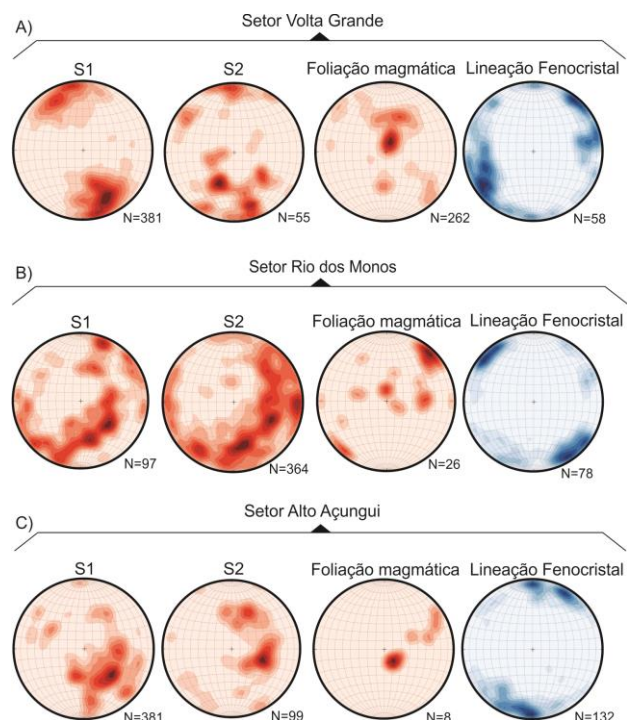 A)
Setor Volta Grande
S1 S2 Foliação magmática Lineação Fenocristal
N=381 N=55 N=262 N=58
B)
Setor Rio dos Monos
S1 S2 Foliação magmática Lineação Fenocristal
N=97 N=364 N=26 N=78
C)
Setor Alto Açungui
S1 S2 Foliação magmática Lineação Fenocristal
N=381 N=99 N=8 N=132